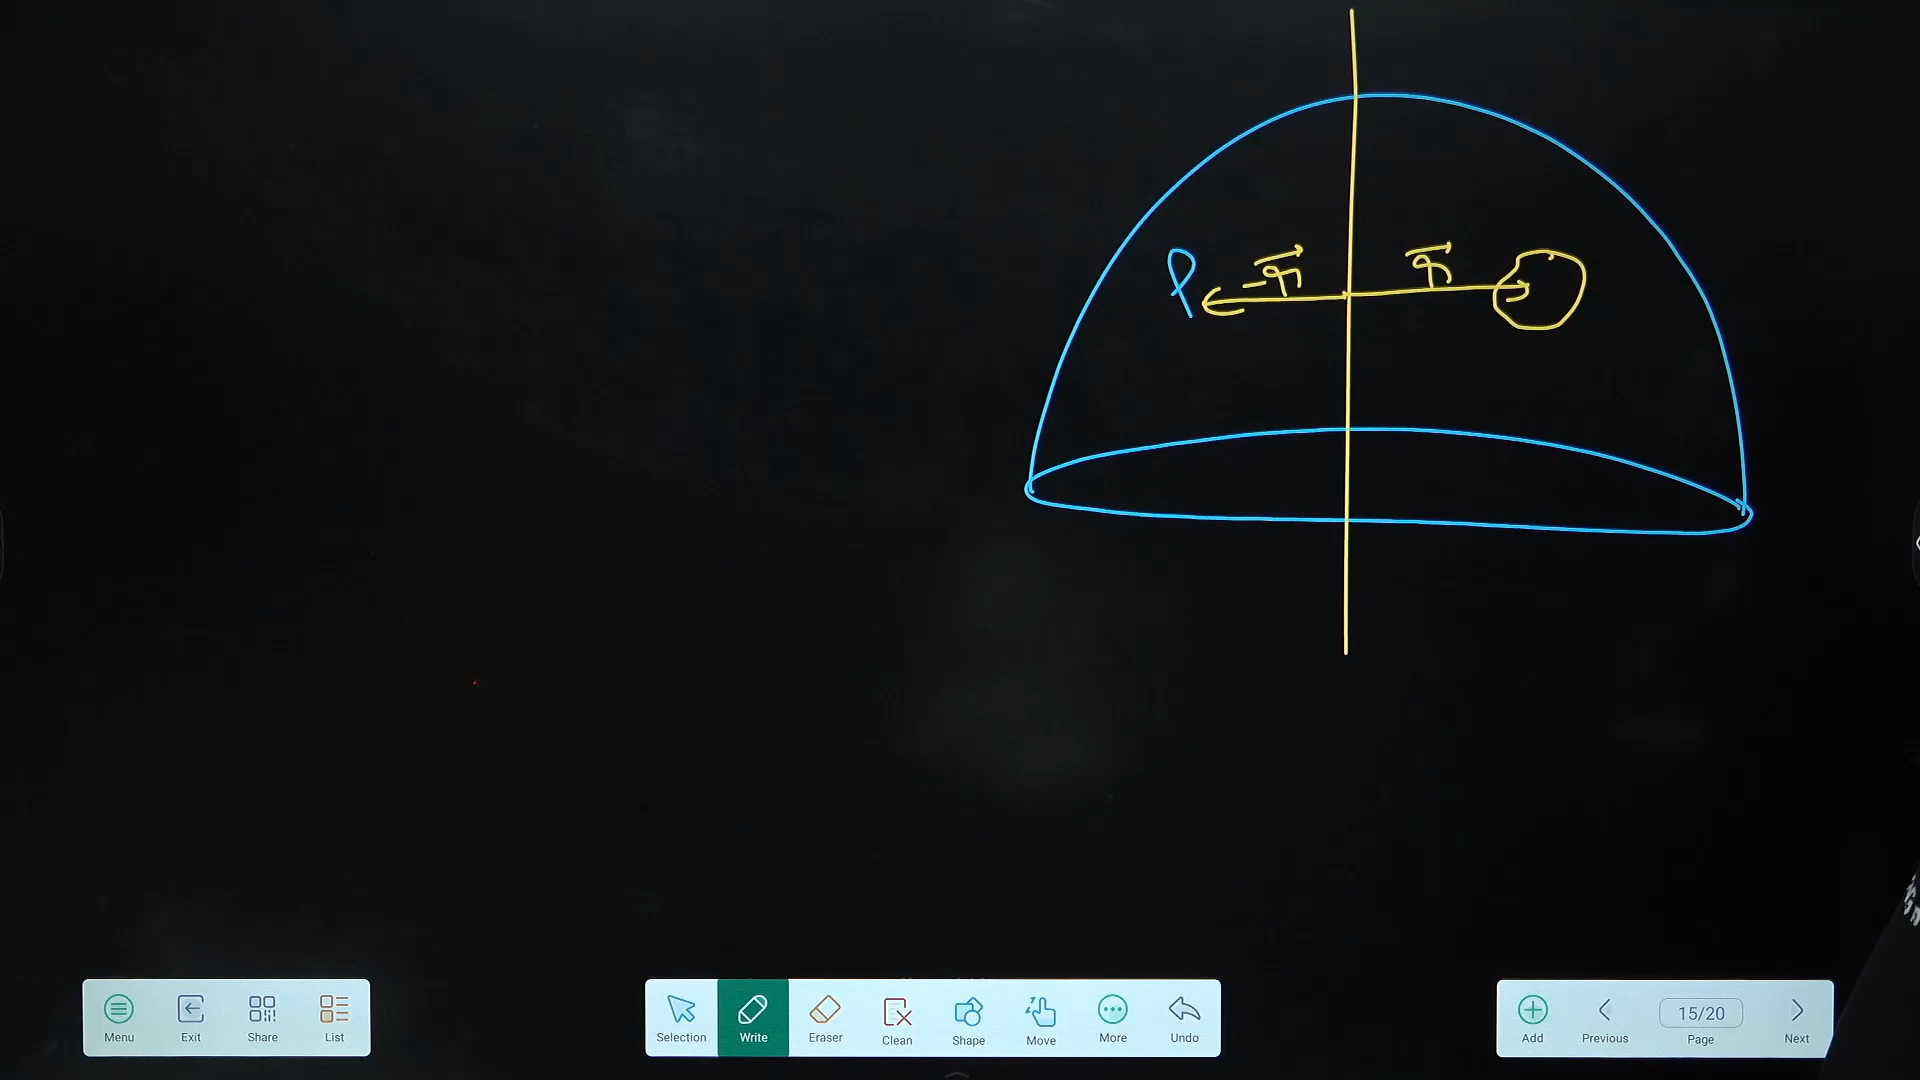 P -r⃗ r⃗
Menu Exit Share List Selection Write Eraser Clean Shape Move More Undo Add Previous 15/20 Page Next